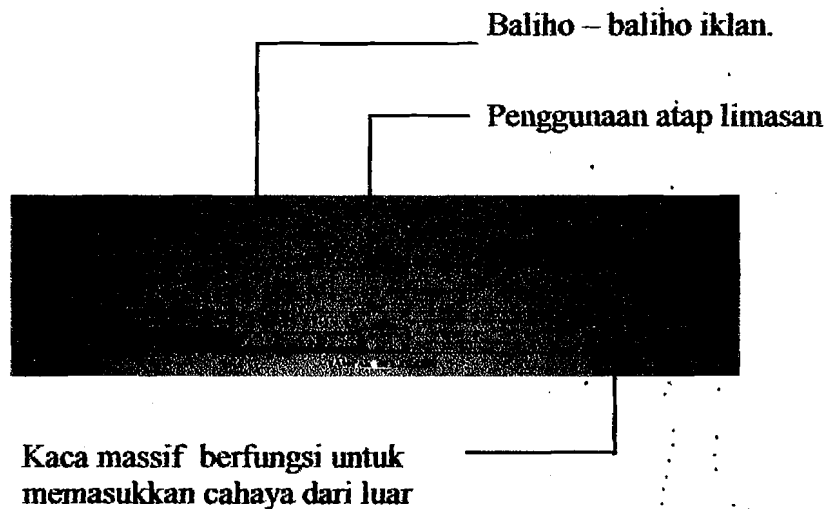 Baliho – baliho iklan.
Penggunaan atap limasan
Kaca massif berfungsi untuk
memasukkan cahaya dari luar